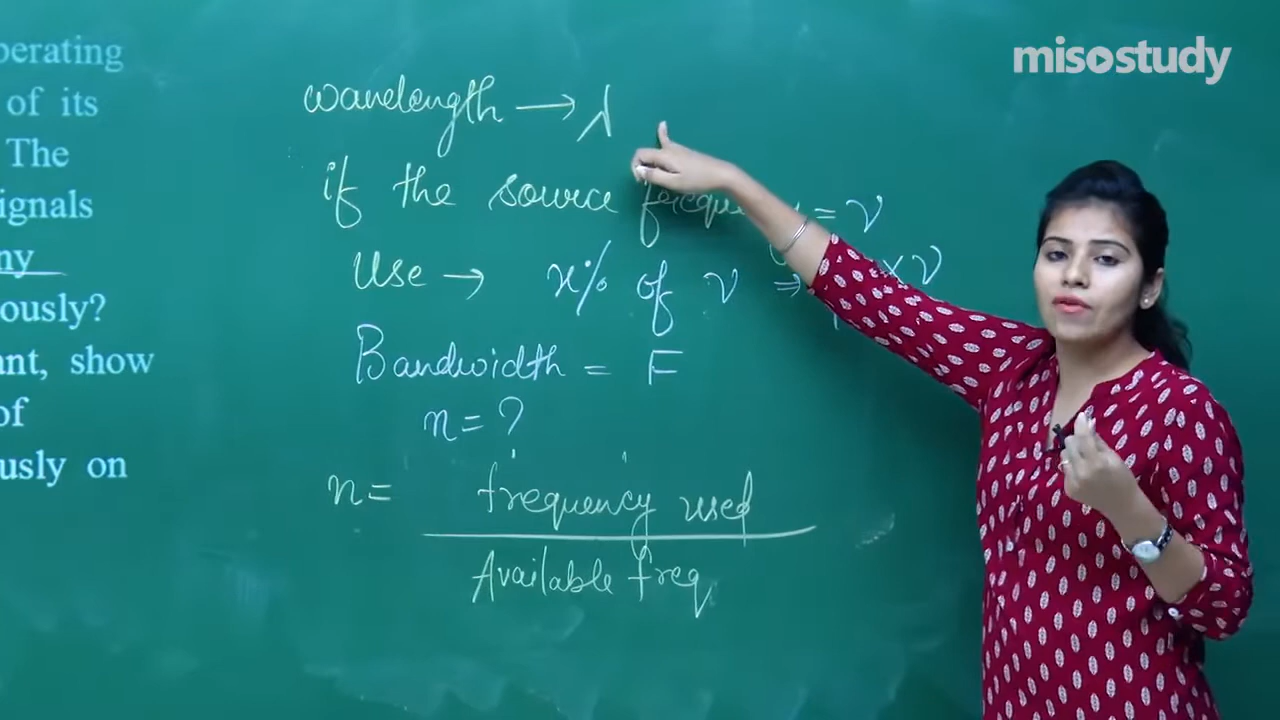 misostudy
perating
of its
The
ignals
ny
ously?
ant, show
of
usly on
wavelength → λ
if the source = ν
Use → x% of ν ⇒ × ν
Bandwidth = F
n = ?
n = frequency used
Available freq